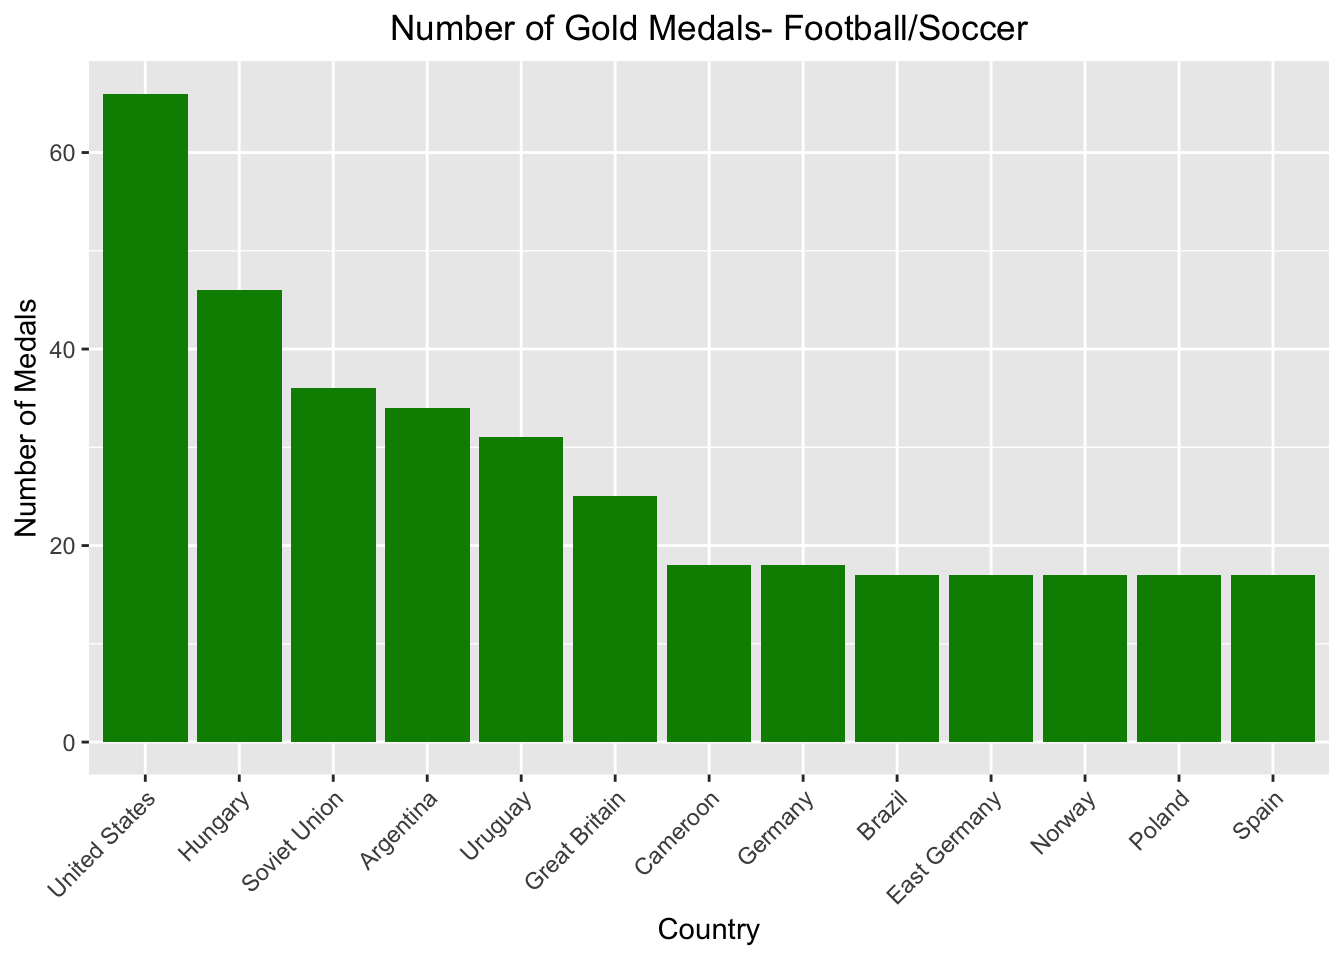 Number of Gold Medals- Football/Soccer
Number of Medals
60
40
20
0
United States
Hungary
Soviet Union
Argentina
Uruguay
Great Britain
Cameroon
Germany
Brazil
East Germany
Norway
Poland
Spain
Country